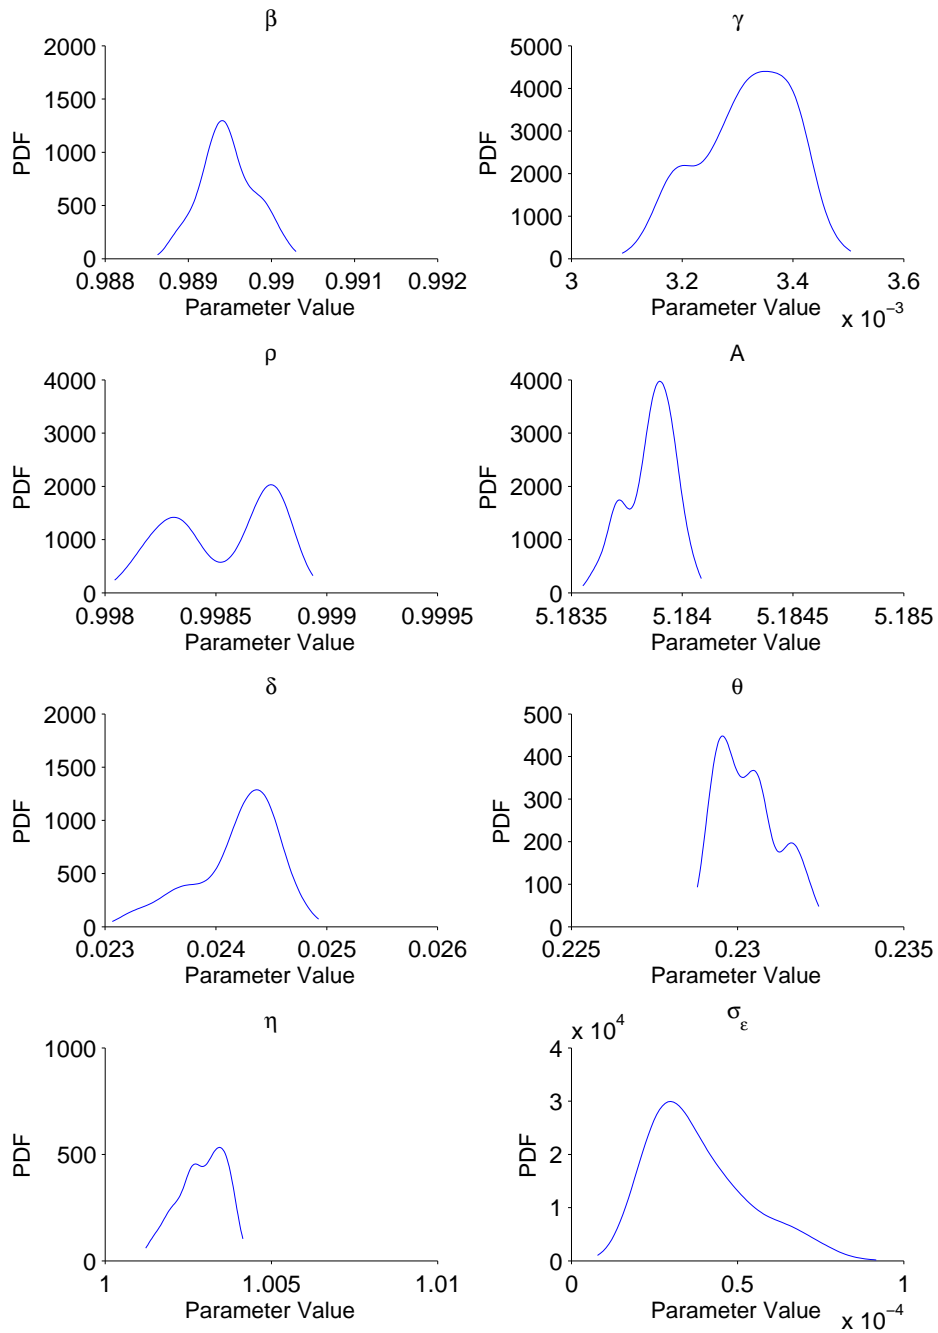 β
2000
1500
1000
500
0
0.988 0.989 0.99 0.991 0.992
PDF
Parameter Value
γ
5000
4000
3000
2000
1000
0
3 3.2 3.4 3.6
PDF
Parameter Value
x 10−3
ρ
4000
3000
2000
1000
0
0.998 0.9985 0.999 0.9995
PDF
Parameter Value
A
4000
3000
2000
1000
0
5.1835 5.184 5.1845 5.185
PDF
Parameter Value
δ
2000
1500
1000
500
0
0.023 0.024 0.025 0.026
PDF
Parameter Value
θ
500
400
300
200
100
0
0.225 0.23 0.235
PDF
Parameter Value
η
1000
500
0
1 1.005 1.01
PDF
Parameter Value
σε
x 104
4
3
2
1
0
0 0.5 1
PDF
Parameter Value
x 10−4